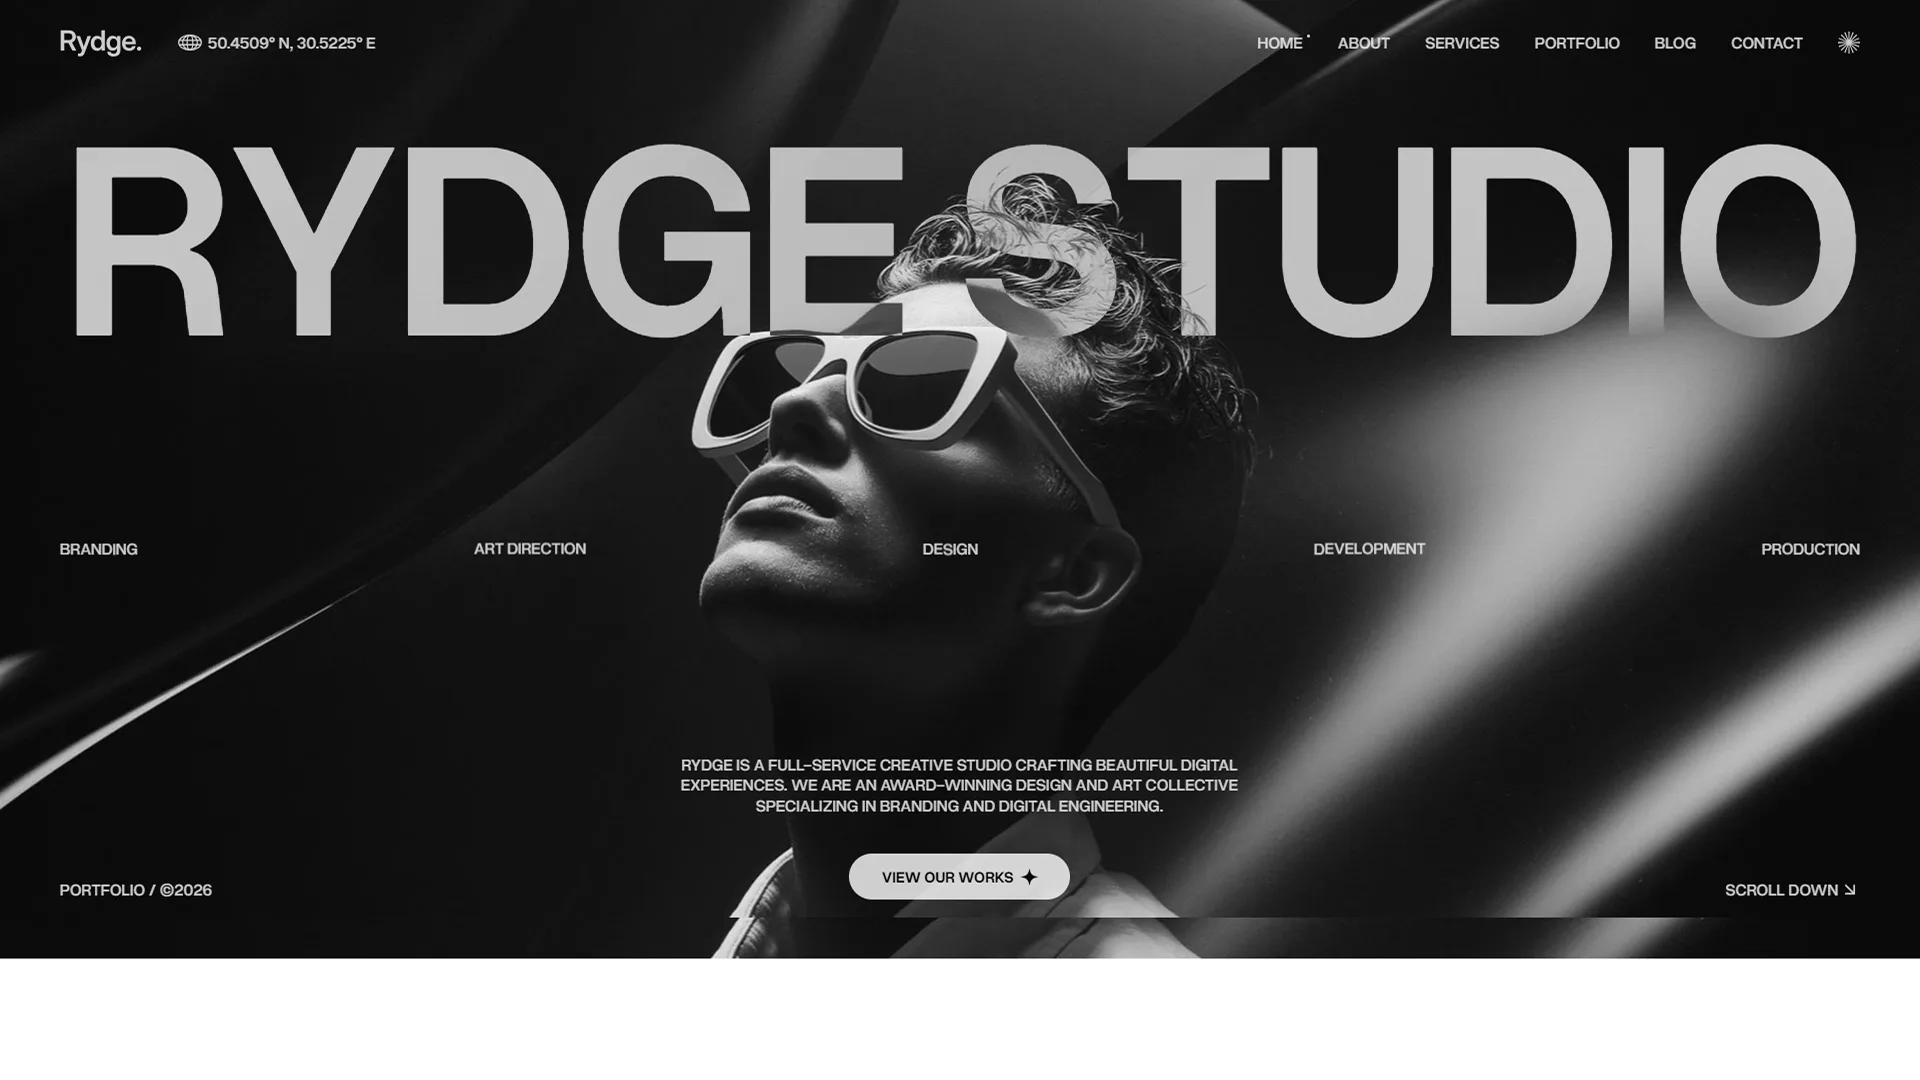 Rydge.
50.4509° N, 30.5225° E
HOME
ABOUT
SERVICES
PORTFOLIO
BLOG
CONTACT
RYDGE STUDIO
BRANDING
ART DIRECTION
DESIGN
DEVELOPMENT
PRODUCTION
RYDGE IS A FULL–SERVICE CREATIVE STUDIO CRAFTING BEAUTIFUL DIGITAL
EXPERIENCES. WE ARE AN AWARD–WINNING DESIGN AND ART COLLECTIVE
SPECIALIZING IN BRANDING AND DIGITAL ENGINEERING.
VIEW OUR WORKS
PORTFOLIO / ©2026
SCROLL DOWN